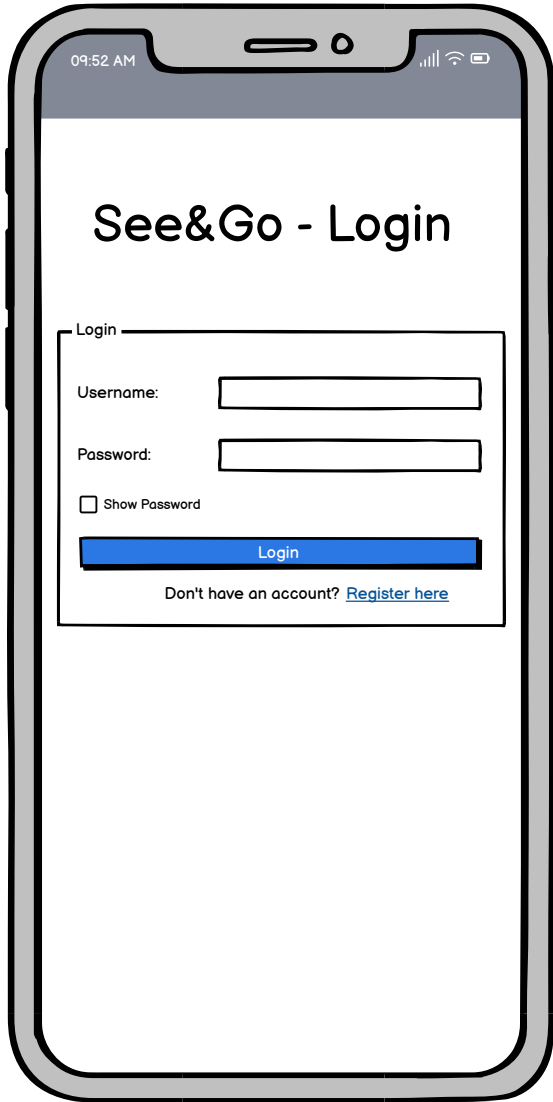 09:52 AM
See&Go - Login
Login
Username:
Password:
Show Password
Login
Don't have an account? Register here